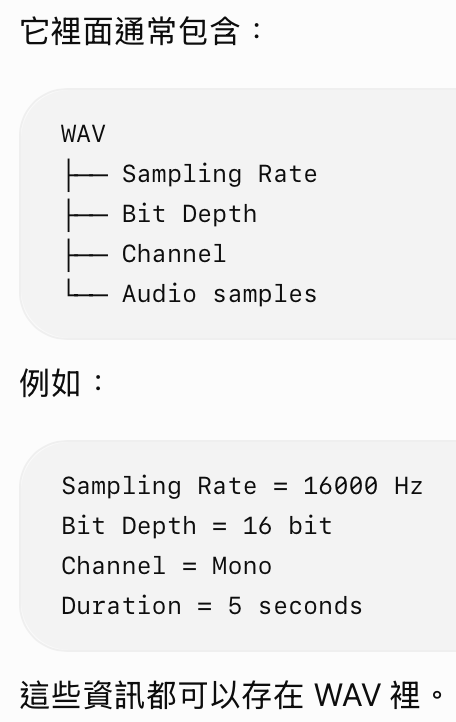 它裡面通常包含：
WAV
├── Sampling Rate
├── Bit Depth
├── Channel
└── Audio samples
例如：
Sampling Rate = 16000 Hz
Bit Depth = 16 bit
Channel = Mono
Duration = 5 seconds
這些資訊都可以存在 WAV 裡。